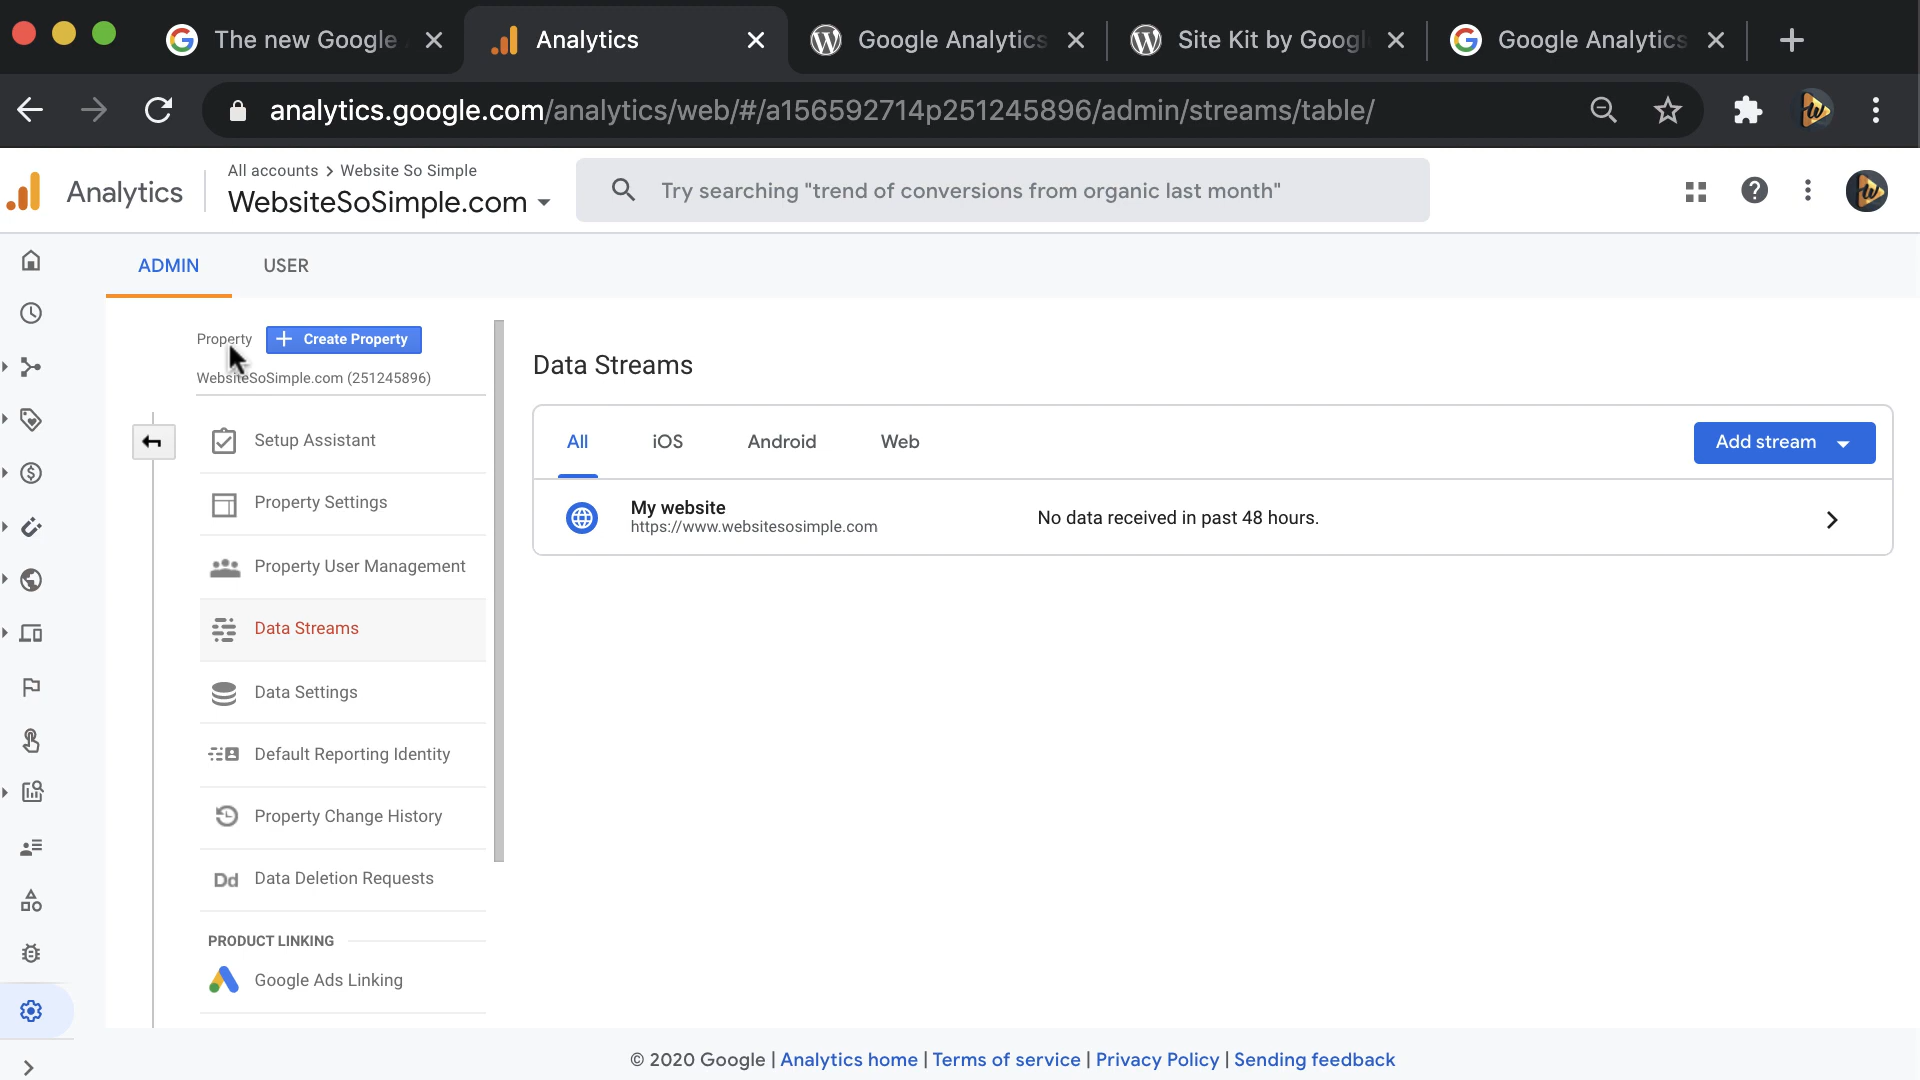 The new Google
Analytics
Google Analytics
Site Kit by Googl
Google Analytics
analytics.google.com/analytics/web/#/a156592714p251245896/admin/streams/table/
Analytics
All accounts > Website So Simple
WebsiteSoSimple.com
Try searching "trend of conversions from organic last month"
ADMIN
USER
Property
Create Property
WebsiteSoSimple.com (251245896)
Setup Assistant
Property Settings
Property User Management
Data Streams
Data Settings
Default Reporting Identity
Property Change History
Dd Data Deletion Requests
PRODUCT LINKING
Google Ads Linking
Data Streams
All
iOS
Android
Web
Add stream
My website
https://www.websitesosimple.com
No data received in past 48 hours.
© 2020 Google | Analytics home | Terms of service | Privacy Policy | Sending feedback